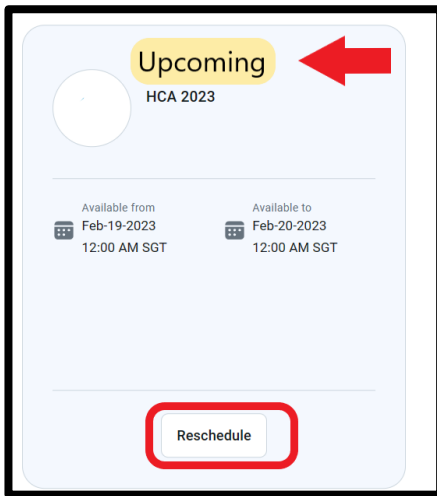 Upcoming
HCA 2023
Available from
Feb-19-2023
12:00 AM SGT
Available to
Feb-20-2023
12:00 AM SGT
Reschedule